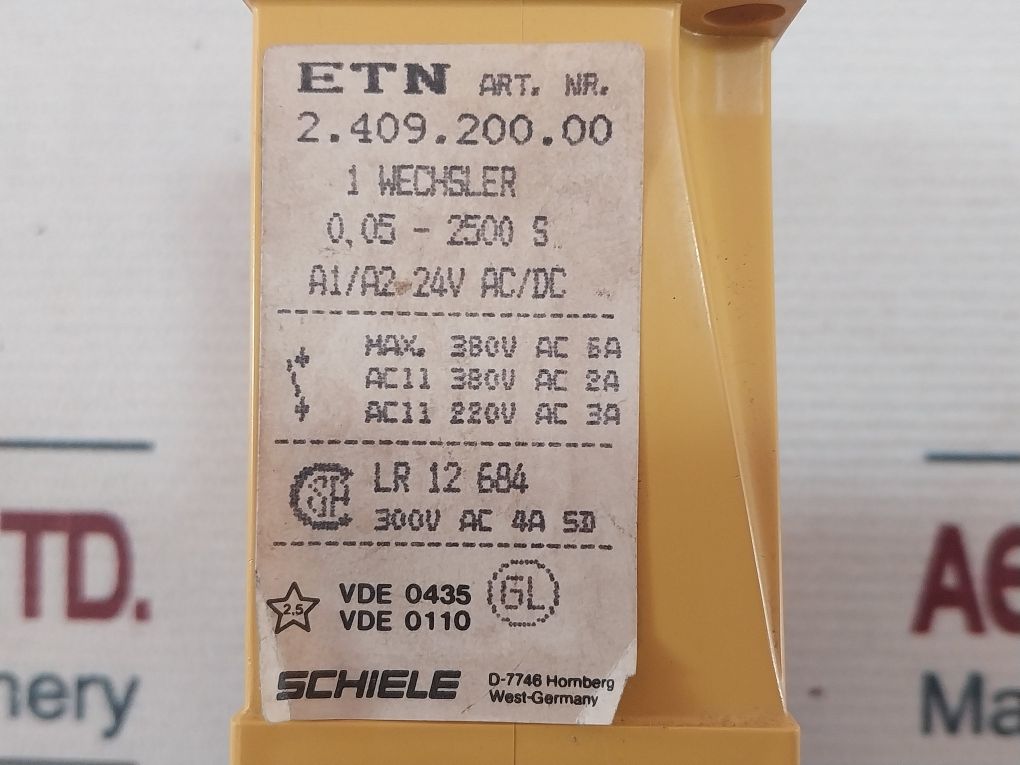 ETN ART. NR.
2.409.200.00
1 WECHSLER
0,05 - 2500 S
A1/A2 24V AC/DC
MAX. 380V AC 6A
AC11 380V AC 2A
AC11 220V AC 3A
LR 12 684
300V AC 4A SD
2.5 VDE 0435 GL
VDE 0110
SCHIELE D-7746 Hornberg
West-Germany
TD.
nery
Ma